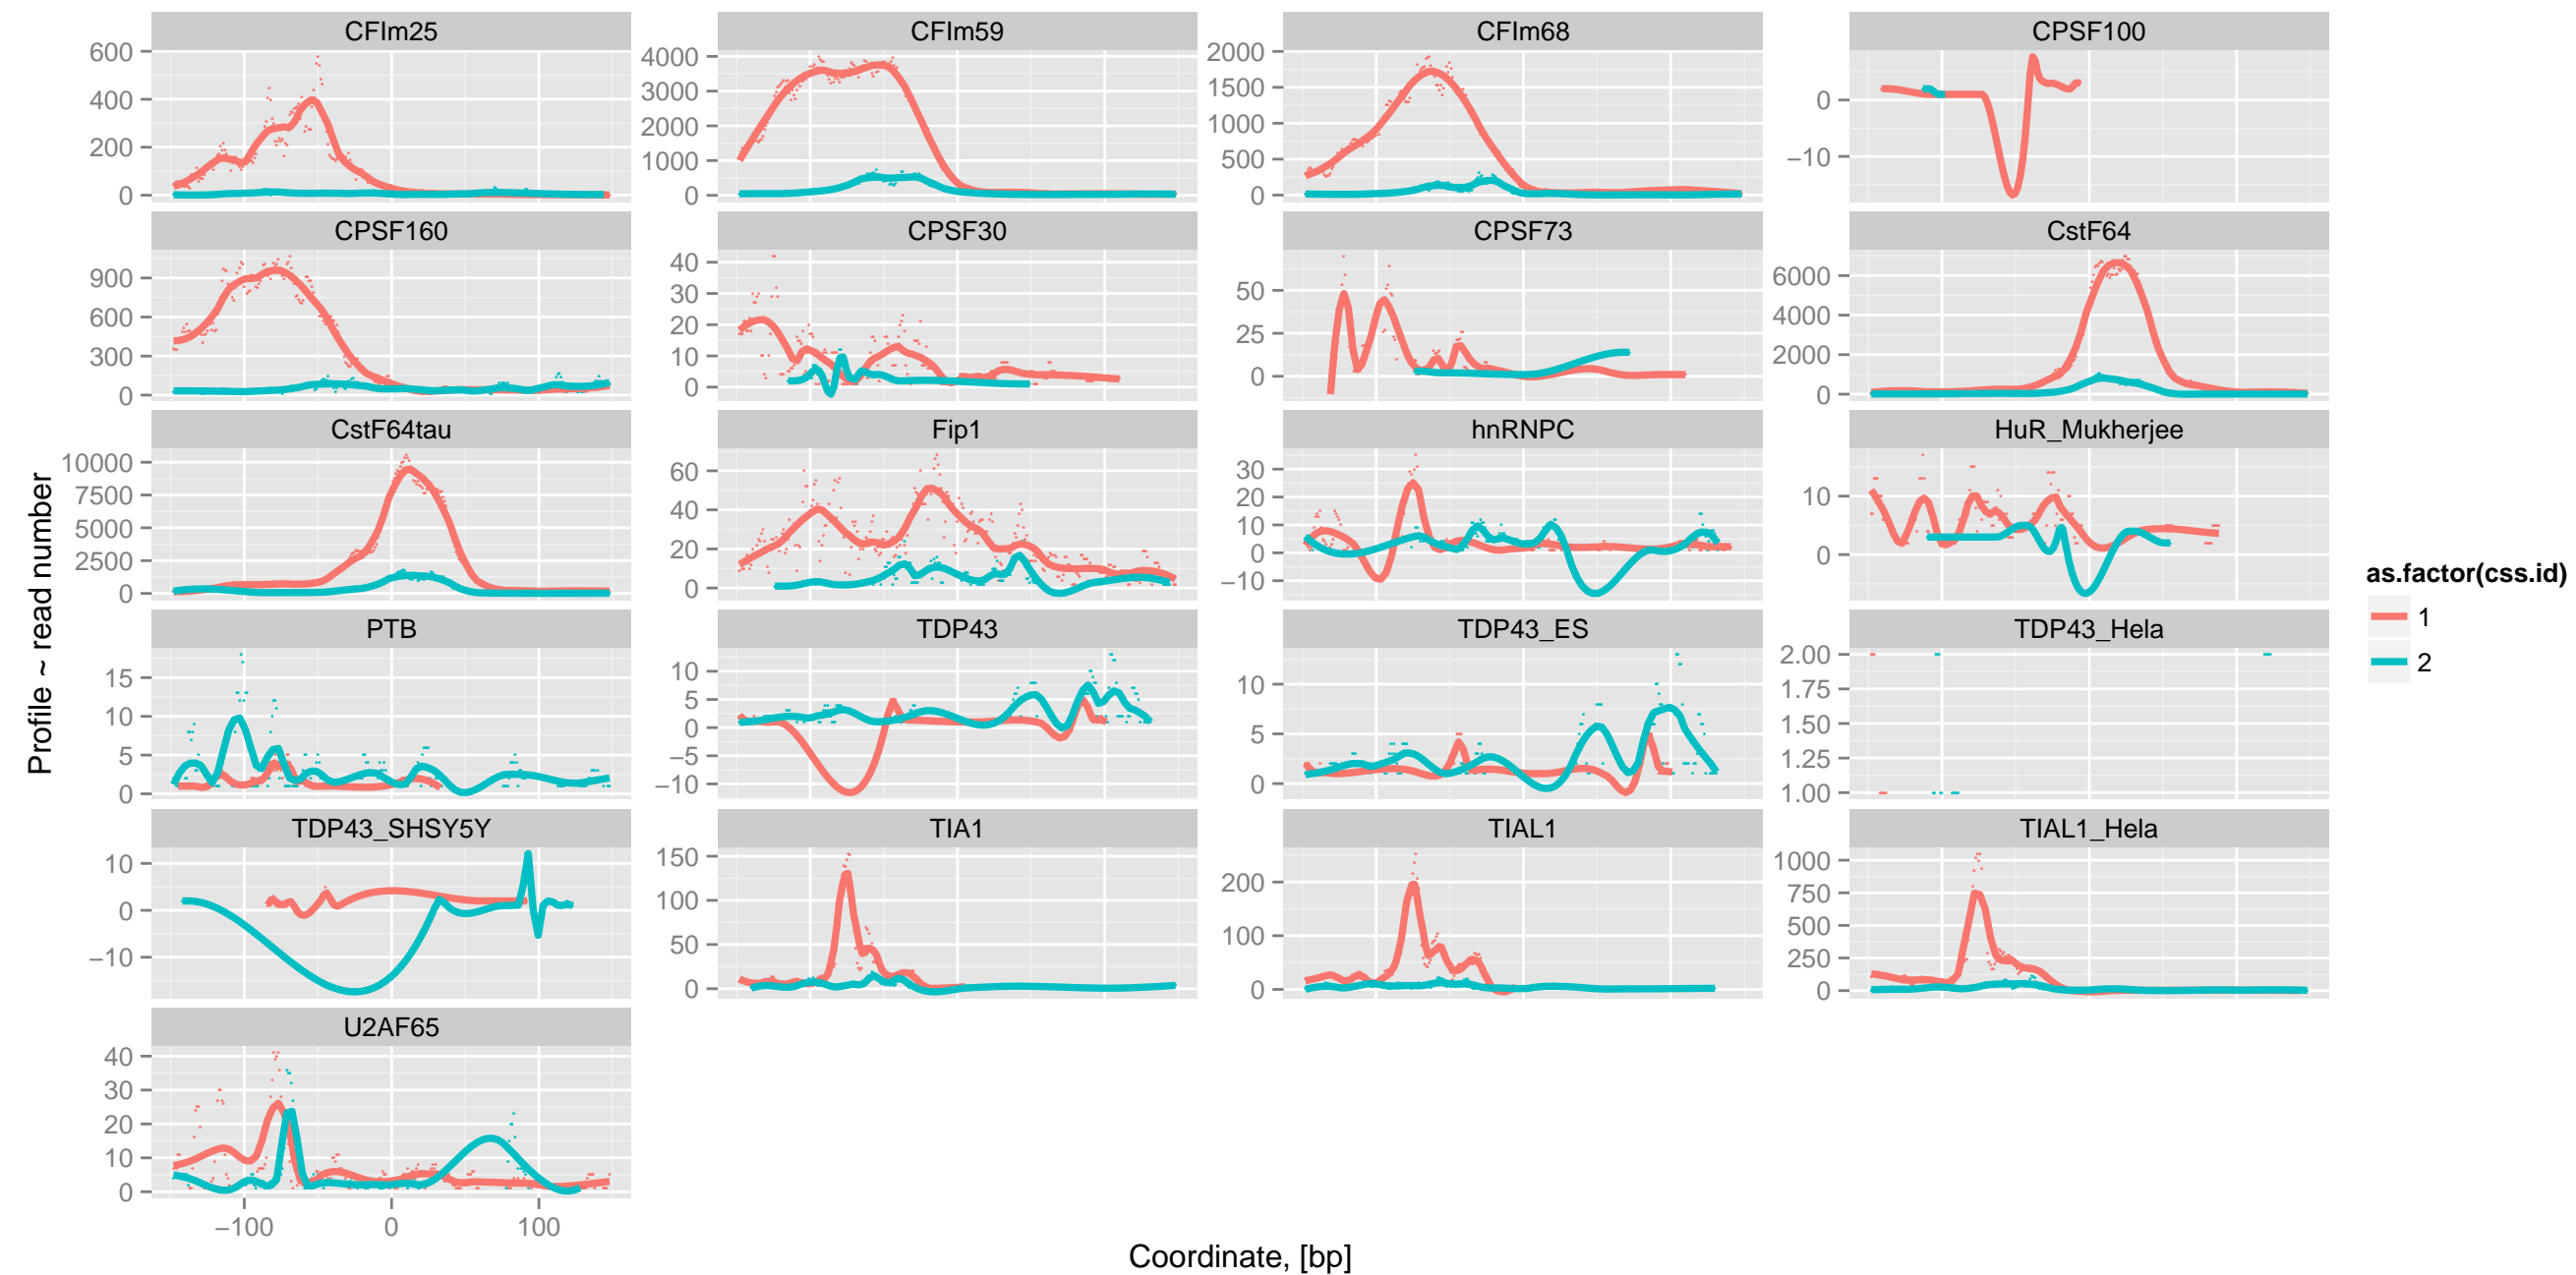 CFIm25 CFIm59 CFIm68 CPSF100
600 400 200 0
4000 3000 2000 1000 0
2000 1500 1000 500 0
0 −10
CPSF160 CPSF30 CPSF73 CstF64
900 600 300 0
40 30 20 10 0
50 25 0
6000 4000 2000 0
CstF64tau Fip1 hnRNPC HuR_Mukherjee
10000 7500 5000 2500 0
60 40 20 0
30 20 10 0 −10
10 0
PTB TDP43 TDP43_ES TDP43_Hela
15 10 5 0
10 5 0 −5 −10
10 5 0
2.00 1.75 1.50 1.25 1.00
TDP43_SHSY5Y TIA1 TIAL1 TIAL1_Hela
10 0 −10
150 100 50 0
200 100 0
1000 750 500 250 0
U2AF65
40 30 20 10 0
−100 0 100
Coordinate, [bp]
Profile ~ read number
as.factor(css.id)
1
2